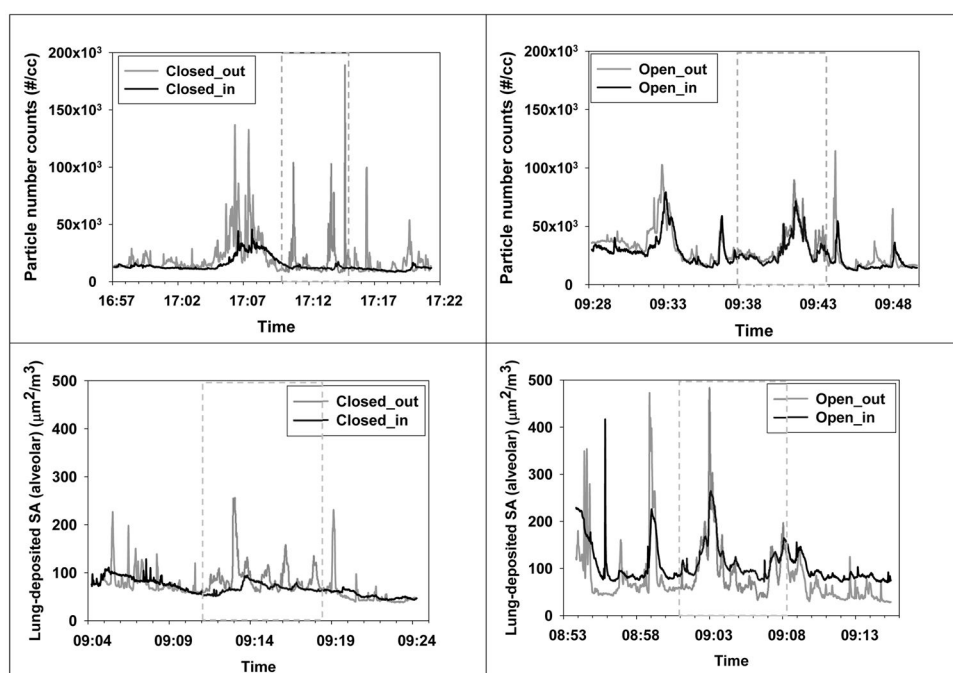 Particle number counts (#/cc)
200x10³
150x10³
100x10³
50x10³
0
Closed_out
Closed_in
16:57 17:02 17:07 17:12 17:17 17:22
Time
Particle number counts (#/cc)
200x10³
150x10³
100x10³
50x10³
0
Open_out
Open_in
09:28 09:33 09:38 09:43 09:48
Time
Lung-deposited SA (alveolar) (μm²/m³)
500
400
300
200
100
0
Closed_out
Closed_in
09:04 09:09 09:14 09:19 09:24
Time
Lung-deposited SA (alveolar) (μm²/m³)
500
400
300
200
100
0
Open_out
Open_in
08:53 08:58 09:03 09:08 09:13
Time